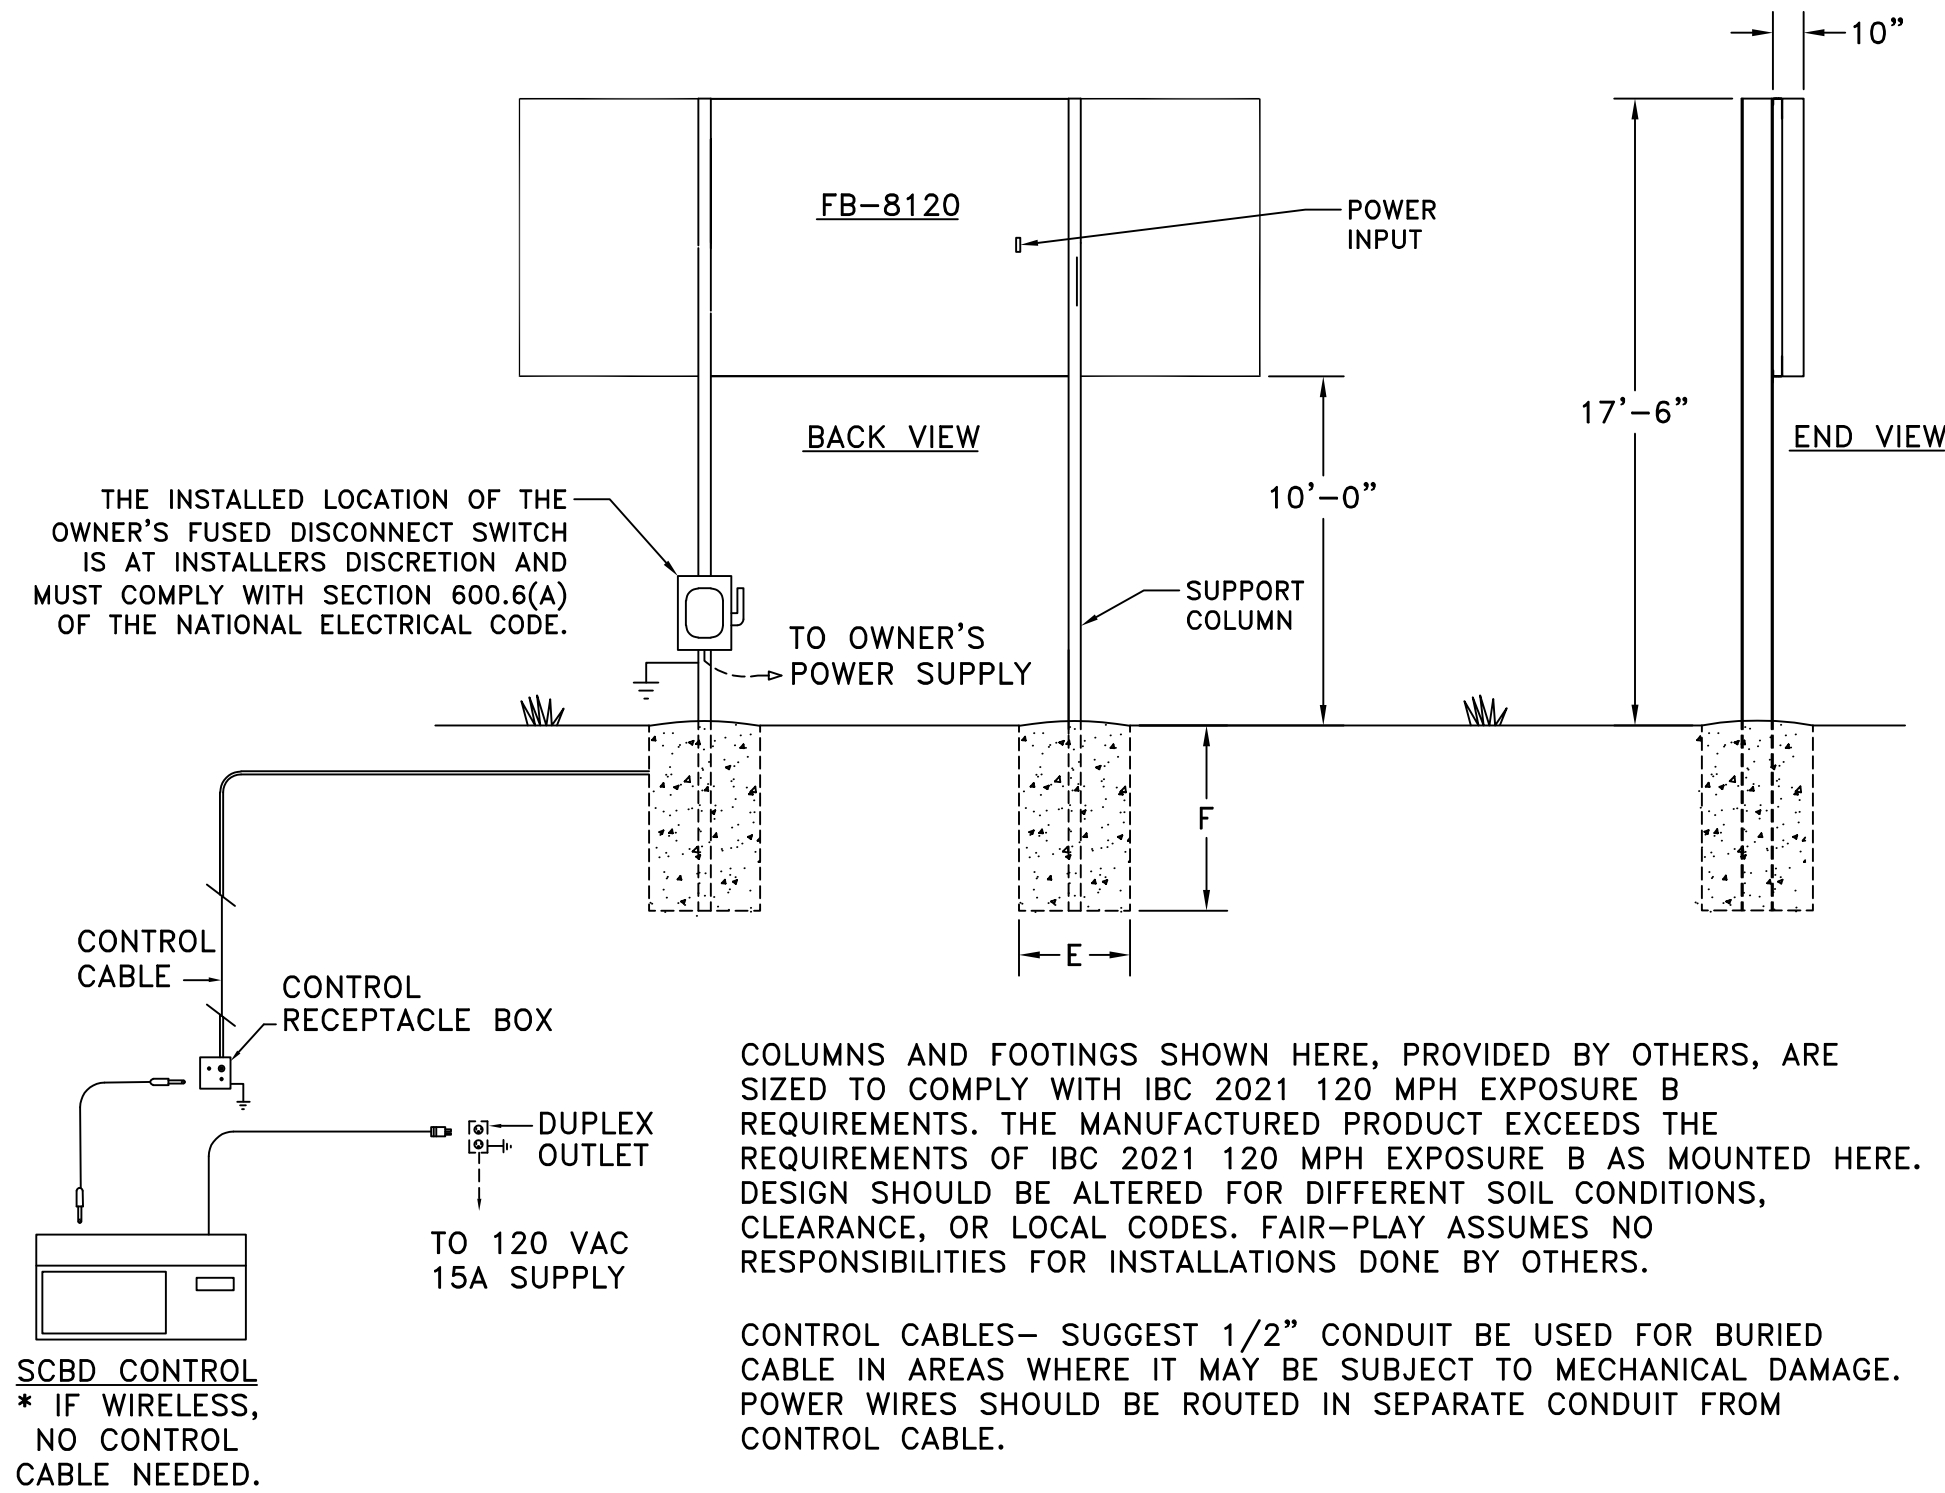 10”
FB–8120
POWER
INPUT
17’–6”
BACK VIEW
END VIEW
10’–0”
THE INSTALLED LOCATION OF THE
OWNER’S FUSED DISCONNECT SWITCH
IS AT INSTALLERS DISCRETION AND
MUST COMPLY WITH SECTION 600.6(A)
OF THE NATIONAL ELECTRICAL CODE.
SUPPORT
COLUMN
TO OWNER’S
POWER SUPPLY
F
E
CONTROL
CABLE
CONTROL
RECEPTACLE BOX
DUPLEX
OUTLET
TO 120 VAC
15A SUPPLY
SCBD CONTROL
* IF WIRELESS,
NO CONTROL
CABLE NEEDED.
COLUMNS AND FOOTINGS SHOWN HERE, PROVIDED BY OTHERS, ARE
SIZED TO COMPLY WITH IBC 2021 120 MPH EXPOSURE B
REQUIREMENTS. THE MANUFACTURED PRODUCT EXCEEDS THE
REQUIREMENTS OF IBC 2021 120 MPH EXPOSURE B AS MOUNTED HERE.
DESIGN SHOULD BE ALTERED FOR DIFFERENT SOIL CONDITIONS,
CLEARANCE, OR LOCAL CODES. FAIR–PLAY ASSUMES NO
RESPONSIBILITIES FOR INSTALLATIONS DONE BY OTHERS.
CONTROL CABLES– SUGGEST 1/2” CONDUIT BE USED FOR BURIED
CABLE IN AREAS WHERE IT MAY BE SUBJECT TO MECHANICAL DAMAGE.
POWER WIRES SHOULD BE ROUTED IN SEPARATE CONDUIT FROM
CONTROL CABLE.